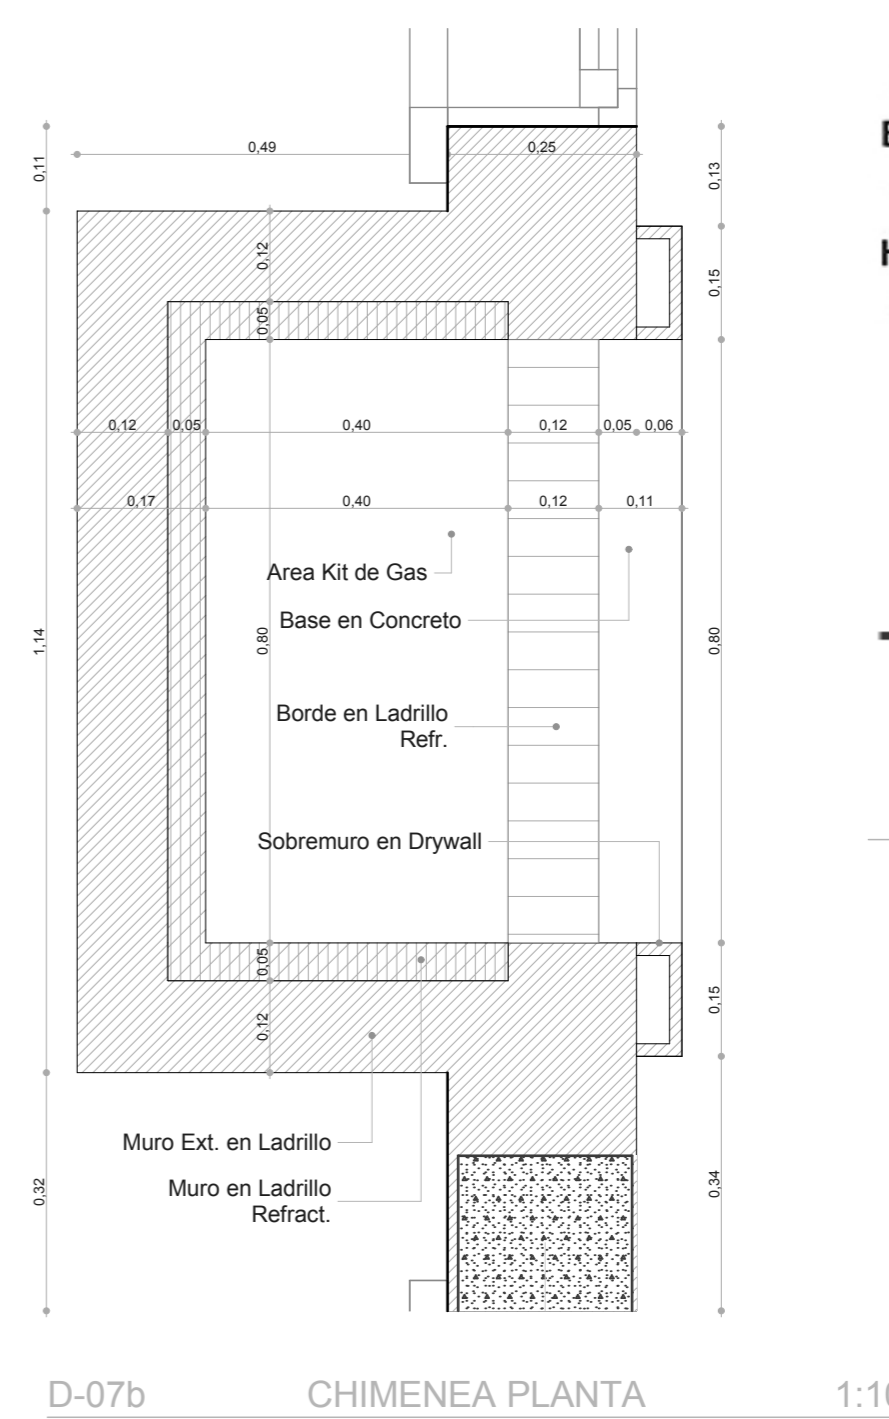 0,49
0,25
0,11
0,13
0,12
0,15
0,05
0,12
0,05
0,40
0,12
0,05
0,06
0,17
0,40
0,12
0,11
Area Kit de Gas
Base en Concreto
1,14
0,80
0,80
Borde en Ladrillo
Refr.
Sobremuro en Drywall
0,05
0,15
0,12
Muro Ext. en Ladrillo
Muro en Ladrillo
Refract.
0,32
0,34
D-07b
CHIMENEA PLANTA